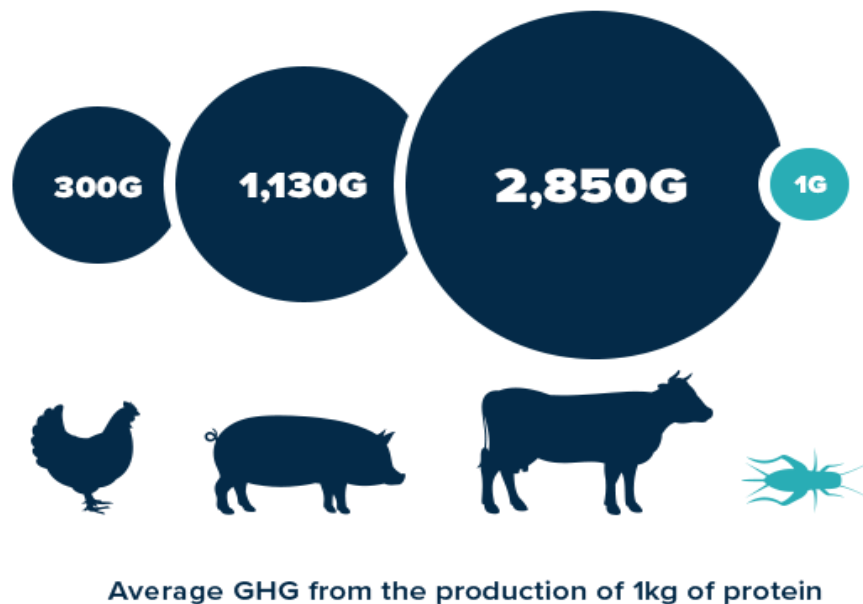 300G
1,130G
2,850G
1G
Average GHG from the production of 1kg of protein